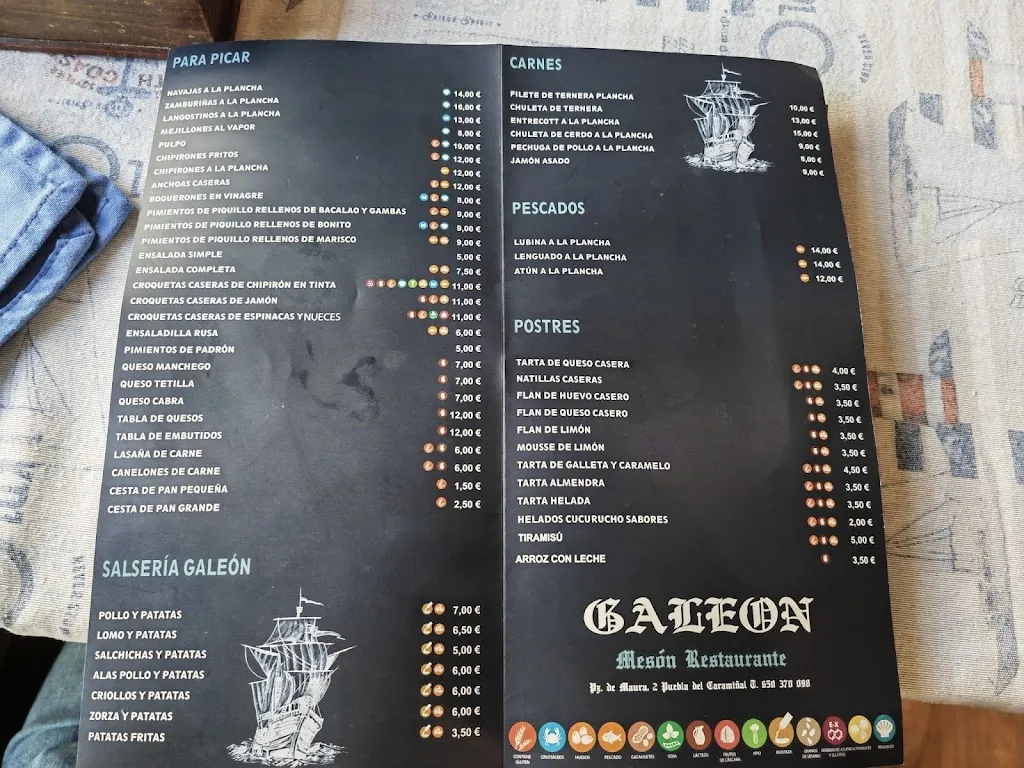 PARA PICAR
NAVAJAS A LA PLANCHA 14,00 €
ZAMBURIÑAS A LA PLANCHA 16,00 €
LANGOSTINOS A LA PLANCHA 13,00 €
MEJILLONES AL VAPOR 8,00 €
PULPO 19,00 €
CHIPIRONES FRITOS 12,00 €
CHIPIRONES A LA PLANCHA 12,00 €
ANCHOAS CASERAS 12,00 €
BOQUERONES EN VINAGRE 8,00 €
PIMIENTOS DE PIQUILLO RELLENOS DE BACALAO Y GAMBAS 9,00 €
PIMIENTOS DE PIQUILLO RELLENOS DE BONITO 9,00 €
PIMIENTOS DE PIQUILLO RELLENOS DE MARISCO 9,00 €
ENSALADA SIMPLE 5,00 €
ENSALADA COMPLETA 7,50 €
CROQUETAS CASERAS DE CHIPIRÓN EN TINTA 11,00 €
CROQUETAS CASERAS DE JAMÓN 11,00 €
CROQUETAS CASERAS DE ESPINACAS Y NUECES 11,00 €
ENSALADILLA RUSA 6,00 €
PIMIENTOS DE PADRÓN 5,00 €
QUESO MANCHEGO 7,00 €
QUESO TETILLA 7,00 €
QUESO CABRA 7,00 €
TABLA DE QUESOS 12,00 €
TABLA DE EMBUTIDOS 12,00 €
LASAÑA DE CARNE 6,00 €
CANELONES DE CARNE 6,00 €
CESTA DE PAN PEQUEÑA 1,50 €
CESTA DE PAN GRANDE 2,50 €
SALSERÍA GALEÓN
POLLO Y PATATAS 7,00 €
LOMO Y PATATAS 6,50 €
SALCHICHAS Y PATATAS 5,00 €
ALAS POLLO Y PATATAS 6,00 €
CRIOLLOS Y PATATAS 6,00 €
ZORZA Y PATATAS 6,00 €
PATATAS FRITAS 3,50 €
CARNES
FILETE DE TERNERA PLANCHA 10,00 €
CHULETA DE TERNERA 13,00 €
ENTRECOTT A LA PLANCHA 15,00 €
CHULETA DE CERDO A LA PLANCHA 9,00 €
PECHUGA DE POLLO A LA PLANCHA 8,00 €
JAMÓN ASADO 9,00 €
PESCADOS
LUBINA A LA PLANCHA 14,00 €
LENGUADO A LA PLANCHA 14,00 €
ATÚN A LA PLANCHA 12,00 €
POSTRES
TARTA DE QUESO CASERA 4,00 €
NATILLAS CASERAS 3,50 €
FLAN DE HUEVO CASERO 3,50 €
FLAN DE QUESO CASERO 3,50 €
FLAN DE LIMÓN 3,50 €
MOUSSE DE LIMÓN 3,50 €
TARTA DE GALLETA Y CARAMELO 4,50 €
TARTA ALMENDRA 3,50 €
TARTA HELADA 3,50 €
HELADOS CUCURUCHO SABORES 2,00 €
TIRAMISÚ 5,00 €
ARROZ CON LECHE 3,50 €
GALEON
Mesón Restaurante
Pz. de Maura, 2 Puebla del Caramiñal T. 650 370 098
E-X
CONTIENE GLUTEN CRUSTÁCEOS HUEVOS PESCADO CACAHUETES SOJA LÁCTEOS FRUTOS DE CÁSCARA APIO MOSTAZA GRANOS DE SÉSAMO MOLUSCOS